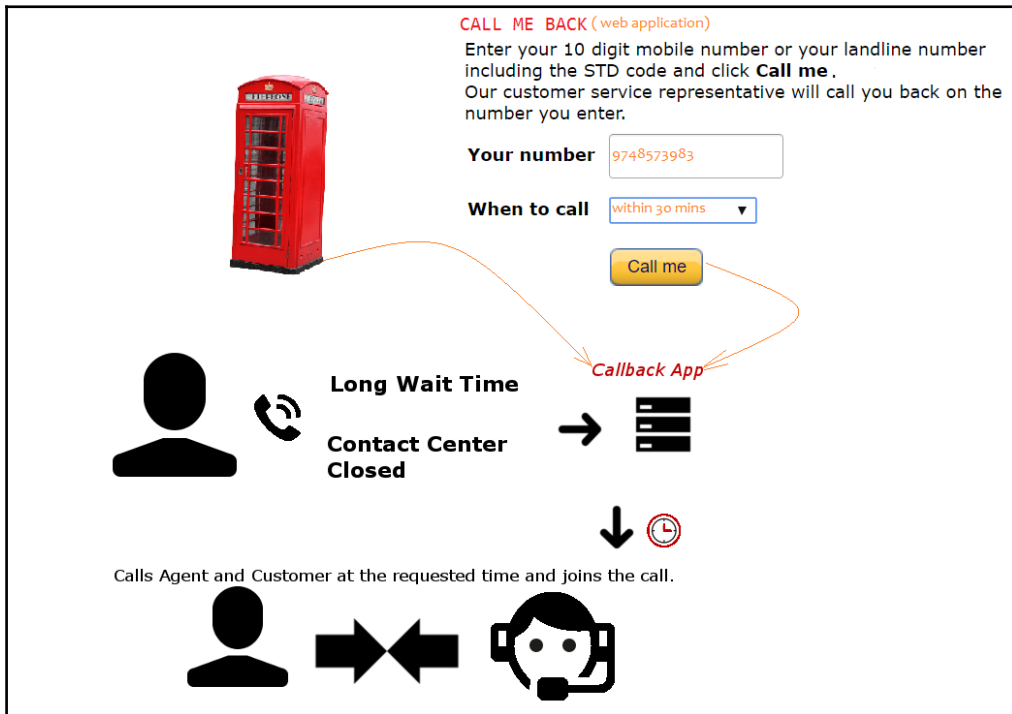 CALL ME BACK ( web application)
Enter your 10 digit mobile number or your landline number
including the STD code and click Call me .
Our customer service representative will call you back on the
number you enter.
TELEPHONE
Your number 9748573983
When to call within 30 mins
Call me
Callback App
Long Wait Time
Contact Center
Closed
Calls Agent and Customer at the requested time and joins the call.